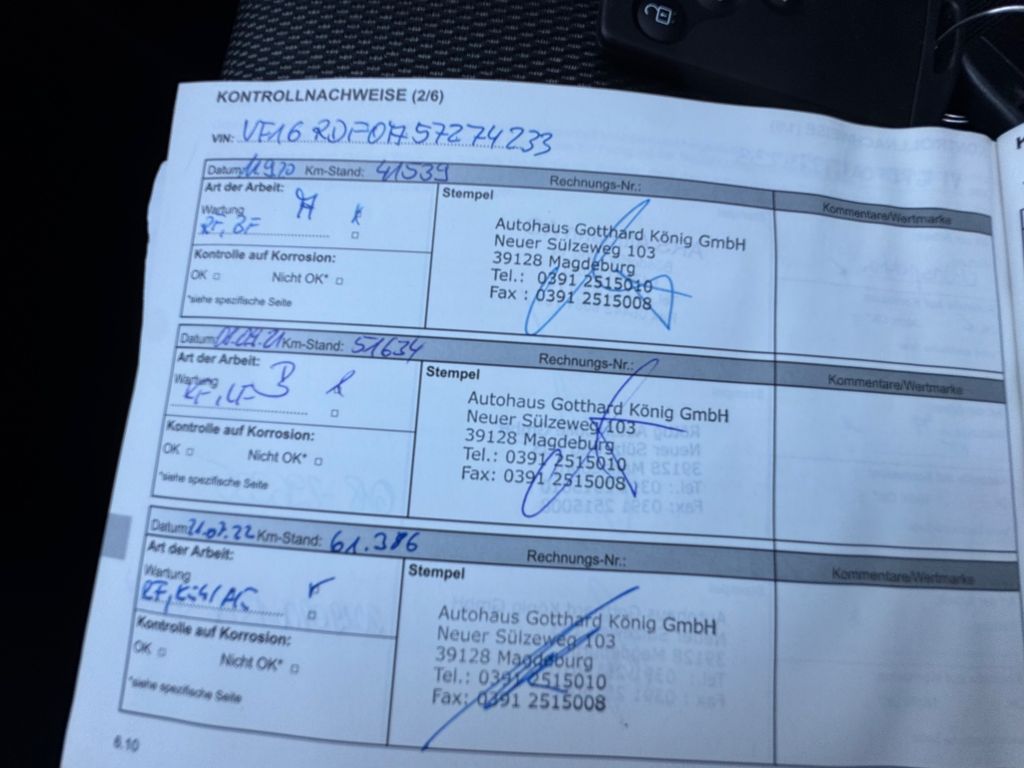 KONTROLLNACHWEISE (2/6)
VIN:
Datum: Km-Stand: 41539 Rechnungs-Nr.: Kommentare/Wertmarke
Art der Arbeit: A
Wartung
RF, BF
Kontrolle auf Korrosion:
OK Nicht OK*
*siehe spezifische Seite
Stempel
Autohaus Gotthard König GmbH
Neuer Sülzeweg 103
39128 Magdeburg
Tel.: 0391 2515010
Fax : 0391 2515008
Datum: Km-Stand: 51634 Rechnungs-Nr.: Kommentare/Wertmarke
Art der Arbeit: B
Wartung
Kontrolle auf Korrosion:
OK Nicht OK*
*siehe spezifische Seite
Stempel
Autohaus Gotthard König GmbH
Neuer Sülzeweg 103
39128 Magdeburg
Tel.: 0391 2515010
Fax: 0391 2515008
Datum: 21.07.22 Km-Stand: 61.386 Rechnungs-Nr.: Kommentare/Wertmarke
Art der Arbeit:
Wartung
Kontrolle auf Korrosion:
OK Nicht OK*
*siehe spezifische Seite
Stempel
Autohaus Gotthard König GmbH
Neuer Sülzeweg 103
39128 Magdeburg
Tel.: 0391 2515010
Fax: 0391 2515008
6.10